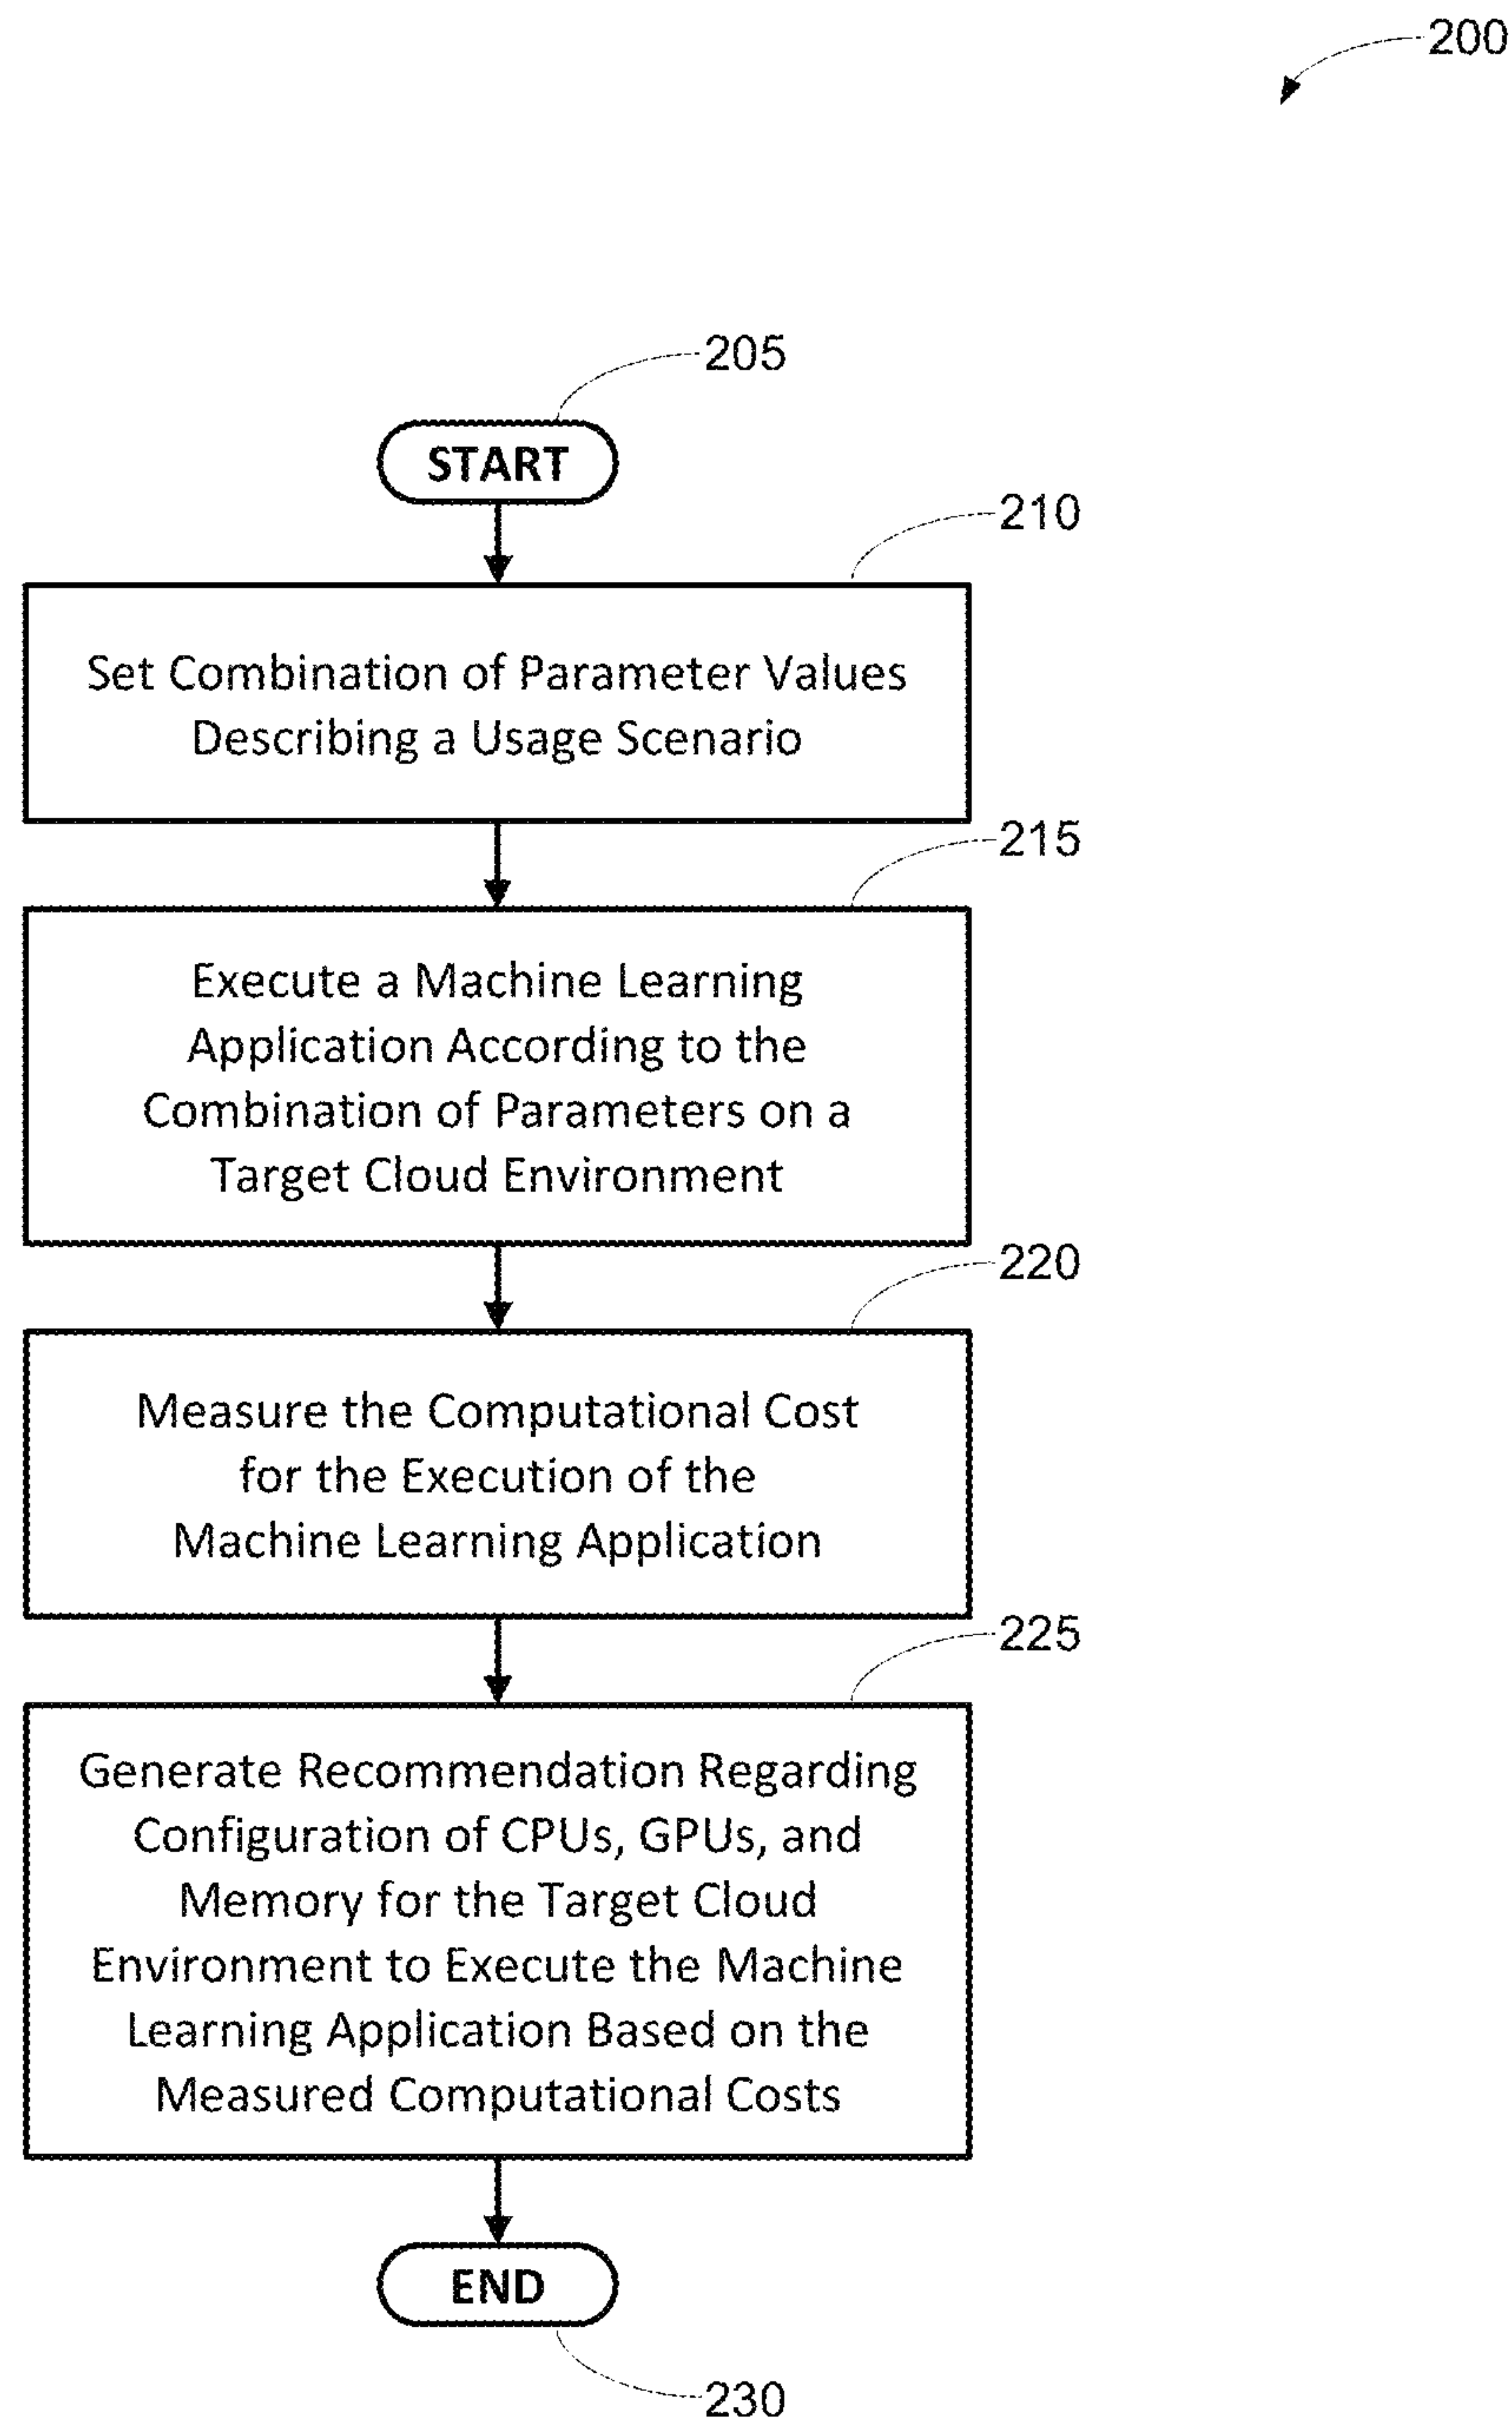 200
205
START
210
Set Combination of Parameter Values
Describing a Usage Scenario
215
Execute a Machine Learning
Application According to the
Combination of Parameters on a
Target Cloud Environment
220
Measure the Computational Cost
for the Execution of the
Machine Learning Application
225
Generate Recommendation Regarding
Configuration of CPUs, GPUs, and
Memory for the Target Cloud
Environment to Execute the Machine
Learning Application Based on the
Measured Computational Costs
END
230